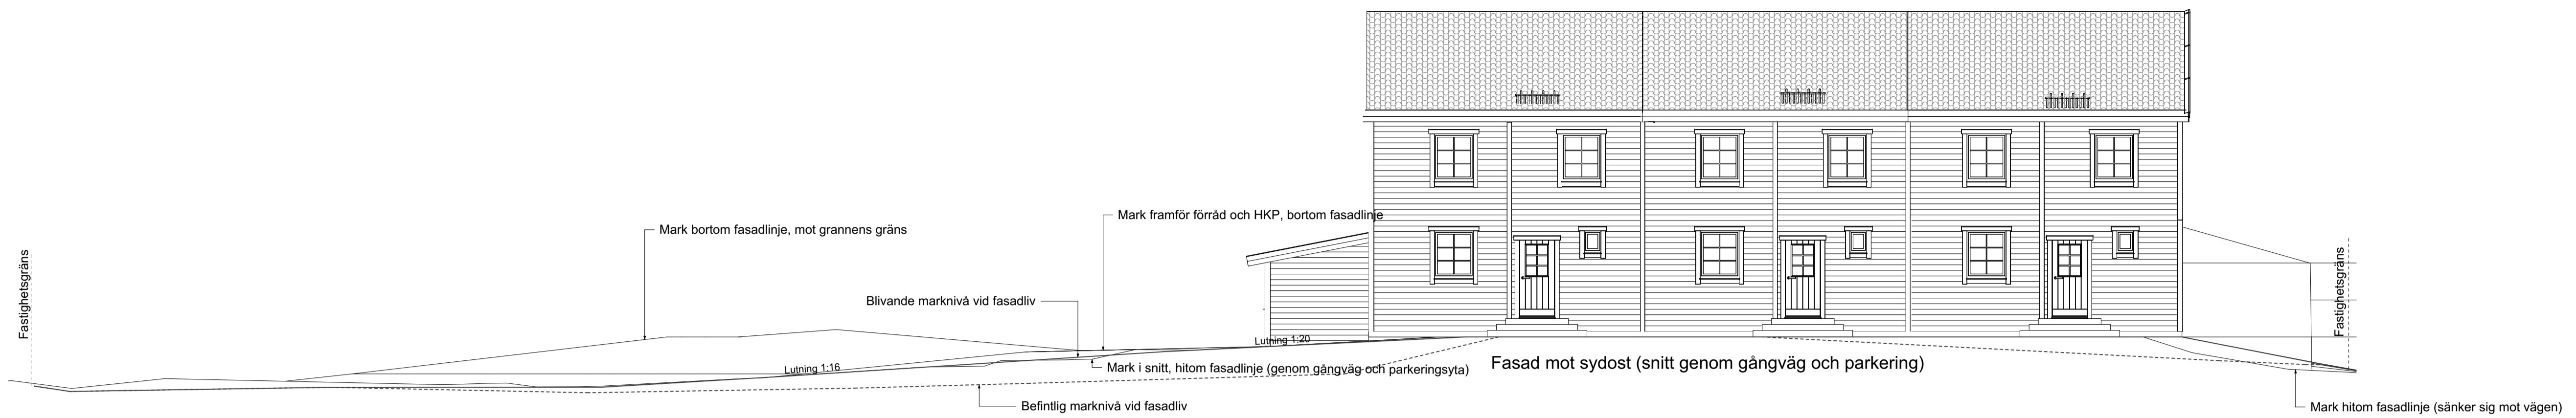 Fastighetsgräns
Mark bortom fasadlinje, mot grannens gräns
Mark framför förråd och HKP, bortom fasadlinje
Blivande marknivå vid fasadliv
Lutning 1:16
Lutning 1:20
Mark i snitt, hitom fasadlinje (genom gångväg och parkeringsyta)
Befintlig marknivå vid fasadliv
Fasad mot sydost (snitt genom gångväg och parkering)
Fastighetsgräns
Mark hitom fasadlinje (sänker sig mot vägen)